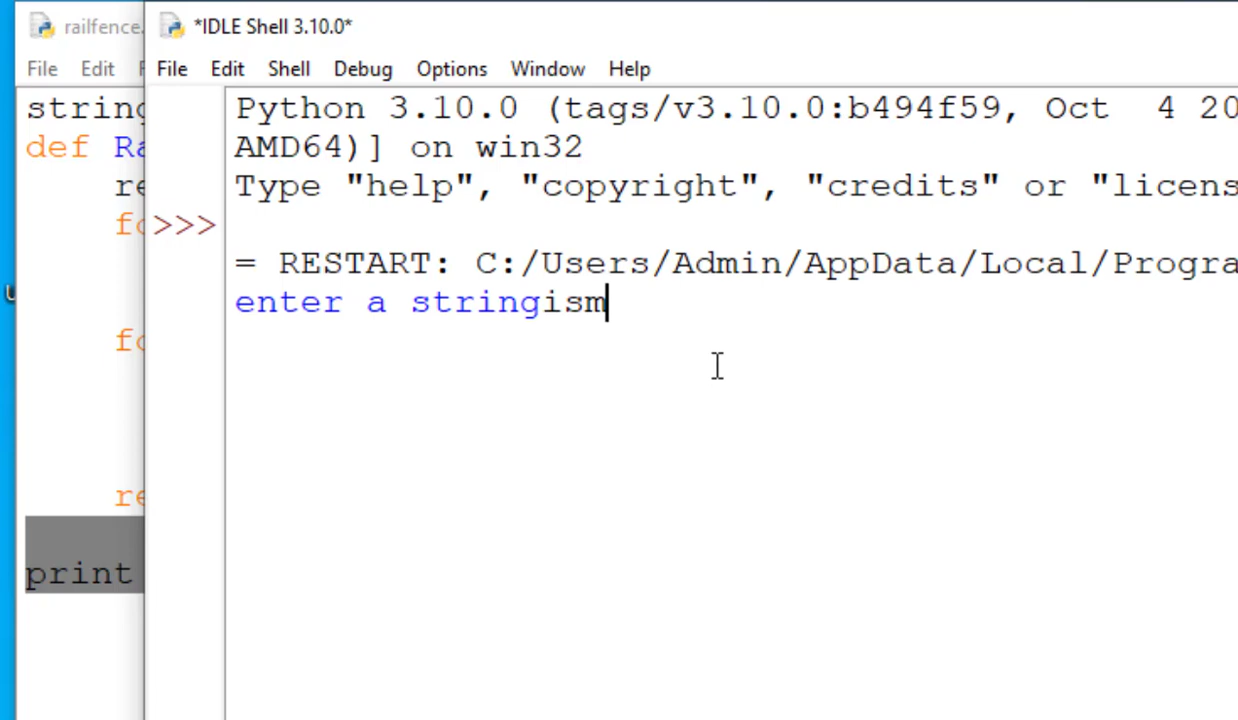 railfence.
*IDLE Shell 3.10.0*
File Edit
File Edit Shell Debug Options Window Help
string
def Ra
re
fo
fo
re
print
Python 3.10.0 (tags/v3.10.0:b494f59, Oct 4 20
AMD64)] on win32
Type "help", "copyright", "credits" or "licens
>>>
= RESTART: C:/Users/Admin/AppData/Local/Progra
enter a stringism